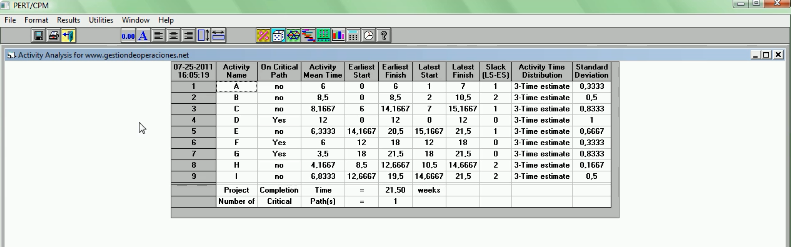 PERT/CPM
File Format Results Utilities Window Help
0.00 A
Activity Analysis for www.gestiondeoperaciones.net
07-25-2011 Activity On Critical Activity Earliest Earliest Latest Latest Slack Activity Time Standard
16:05:19 Name Path Mean Time Start Finish Start Finish (LS-ES) Distribution Deviation
1 A no 6 0 6 1 7 1 3-Time estimate 0,3333
2 B no 8,5 0 8,5 2 10,5 2 3-Time estimate 0,5
3 C no 8,1667 6 14,1667 7 15,1667 1 3-Time estimate 0,8333
4 D Yes 12 0 12 0 12 0 3-Time estimate 1
5 E no 6,3333 14,1667 20,5 15,1667 21,5 1 3-Time estimate 0,6667
6 F Yes 6 12 18 12 18 0 3-Time estimate 0,3333
7 G Yes 3,5 18 21,5 18 21,5 0 3-Time estimate 0,8333
8 H no 4,1667 8,5 12,6667 10,5 14,6667 2 3-Time estimate 0,1667
9 I no 6,8333 12,6667 19,5 14,6667 21,5 2 3-Time estimate 0,5
Project Completion Time = 21,50 weeks
Number of Critical Path(s) = 1